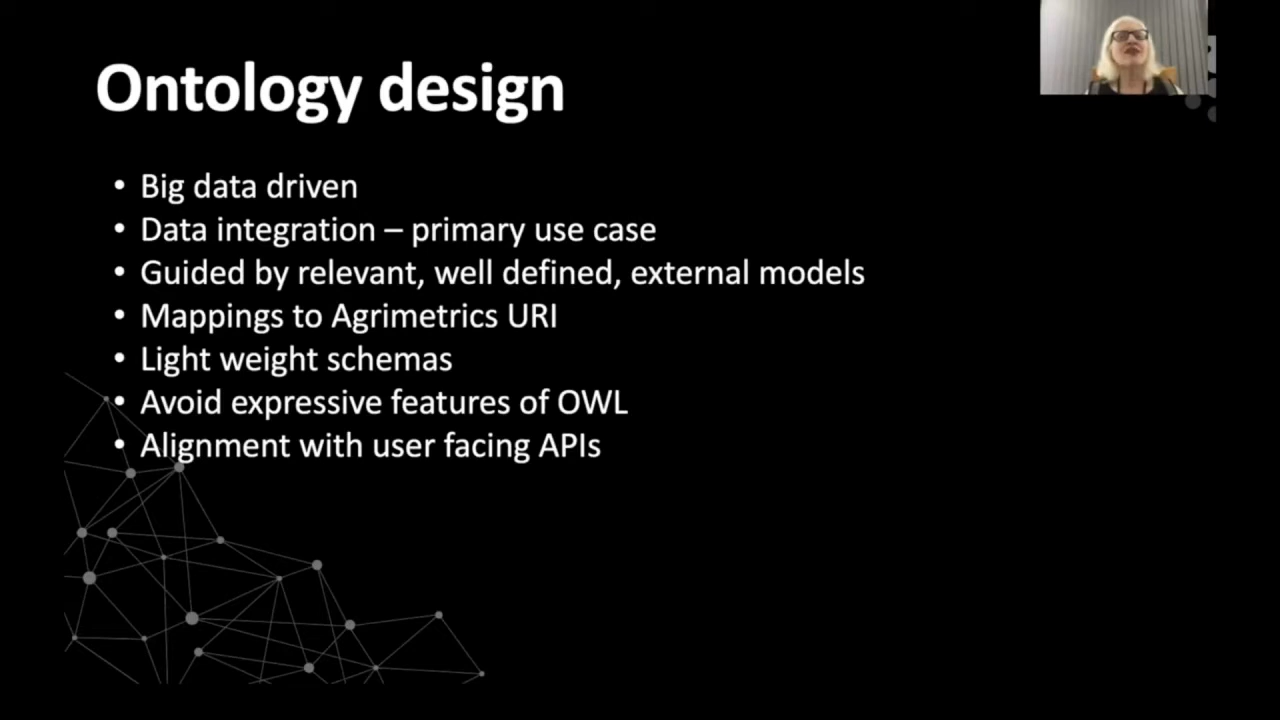 Ontology design
• Big data driven
• Data integration – primary use case
• Guided by relevant, well defined, external models
• Mappings to Agrimetrics URI
• Light weight schemas
• Avoid expressive features of OWL
• Alignment with user facing APIs